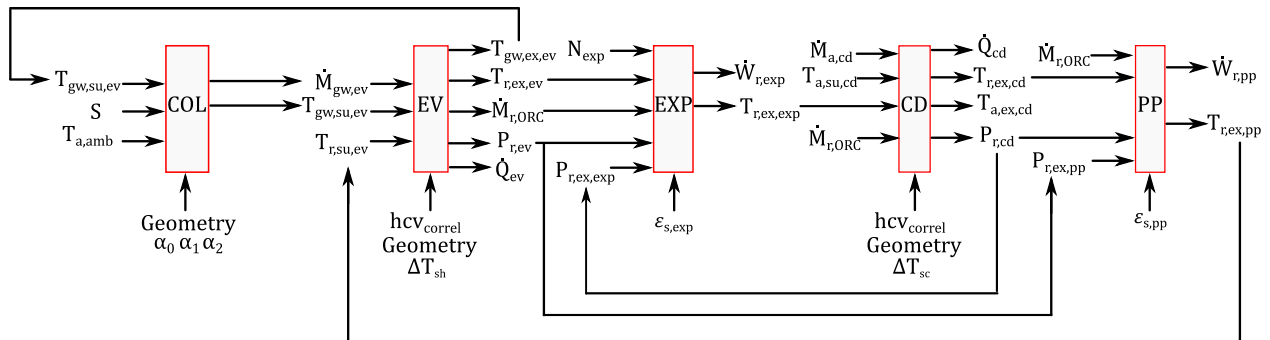 T_gw,su,ev
S
T_a,amb
COL
Geometry
α₀ α₁ α₂
Ṁ_gw,ev
T_gw,su,ev
T_r,su,ev
EV
hcv_correl
Geometry
ΔT_sh
T_gw,ex,ev
T_r,ex,ev
Ṁ_r,ORC
P_r,ev
Q̇_ev
N_exp
P_r,ex,exp
EXP
ε_s,exp
Ẇ_r,exp
T_r,ex,exp
Ṁ_a,cd
T_a,su,cd
Ṁ_r,ORC
CD
hcv_correl
Geometry
ΔT_sc
Q̇_cd
T_r,ex,cd
T_a,ex,cd
P_r,cd
Ṁ_r,ORC
P_r,ex,pp
PP
ε_s,pp
Ẇ_r,pp
T_r,ex,pp